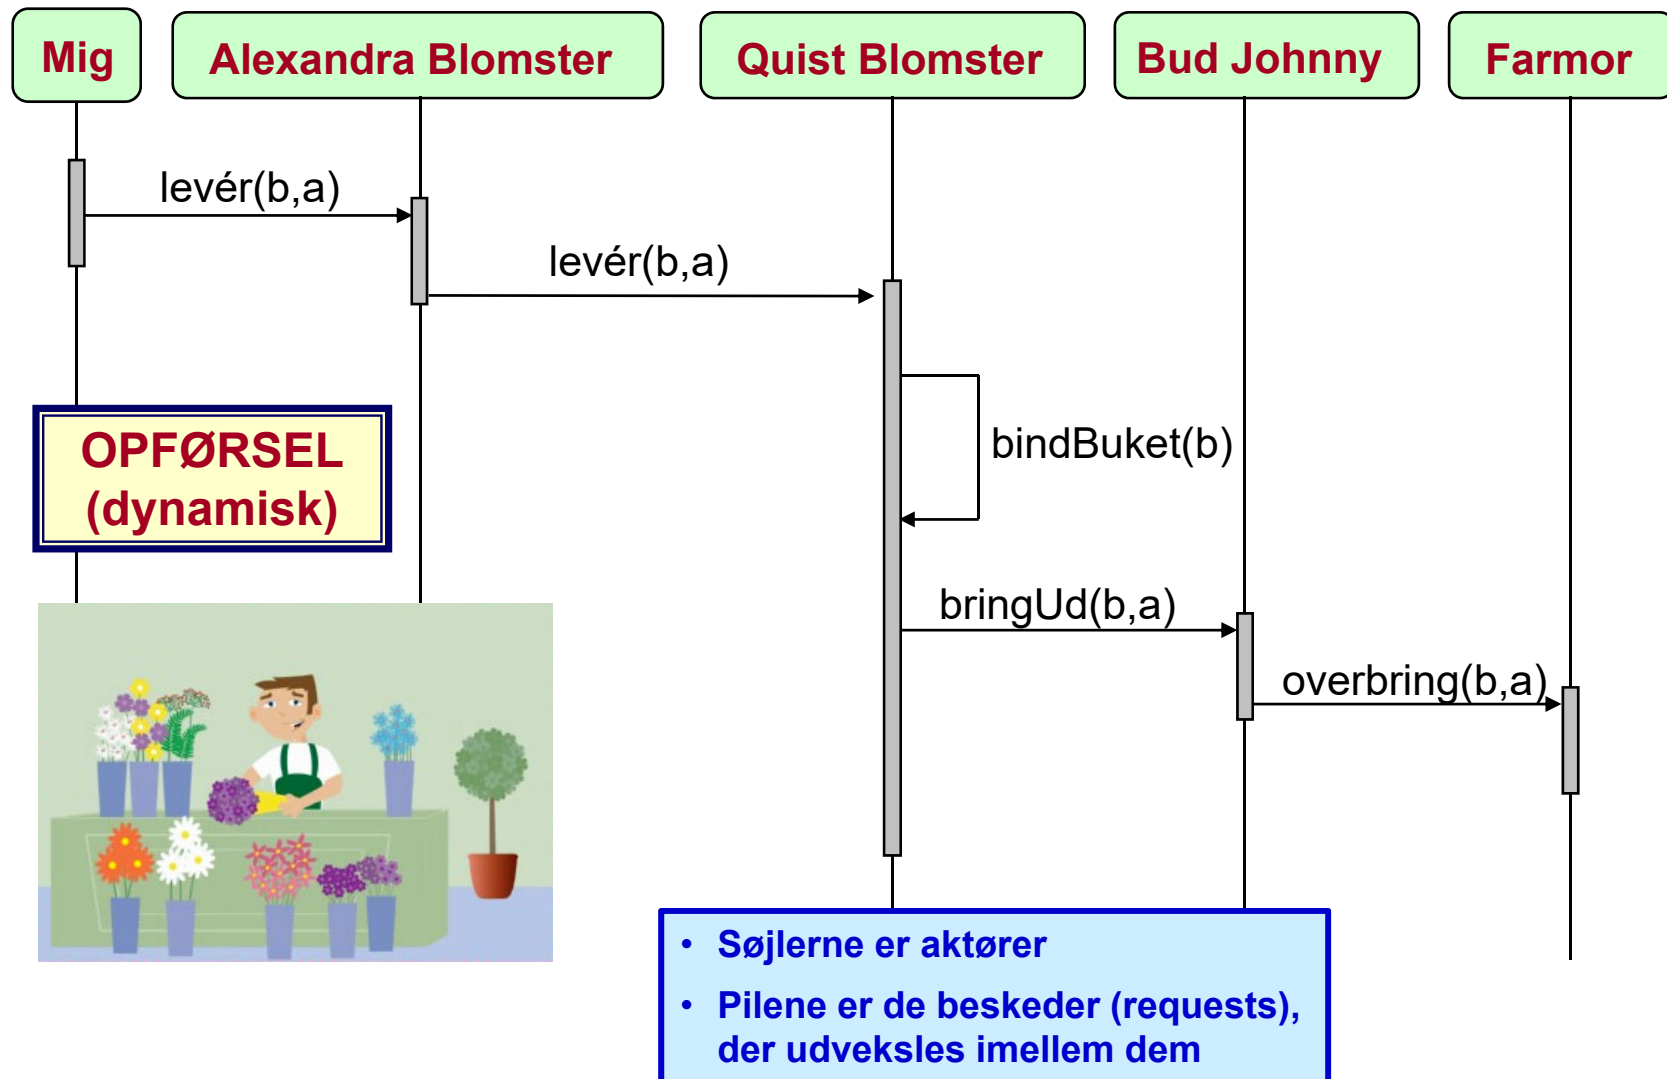 Mig
Alexandra Blomster
Quist Blomster
Bud Johnny
Farmor
levér(b,a)
levér(b,a)
bindBuket(b)
OPFØRSEL
(dynamisk)
bringUd(b,a)
overbring(b,a)
• Søjlerne er aktører
• Pilene er de beskeder (requests),
der udveksles imellem dem